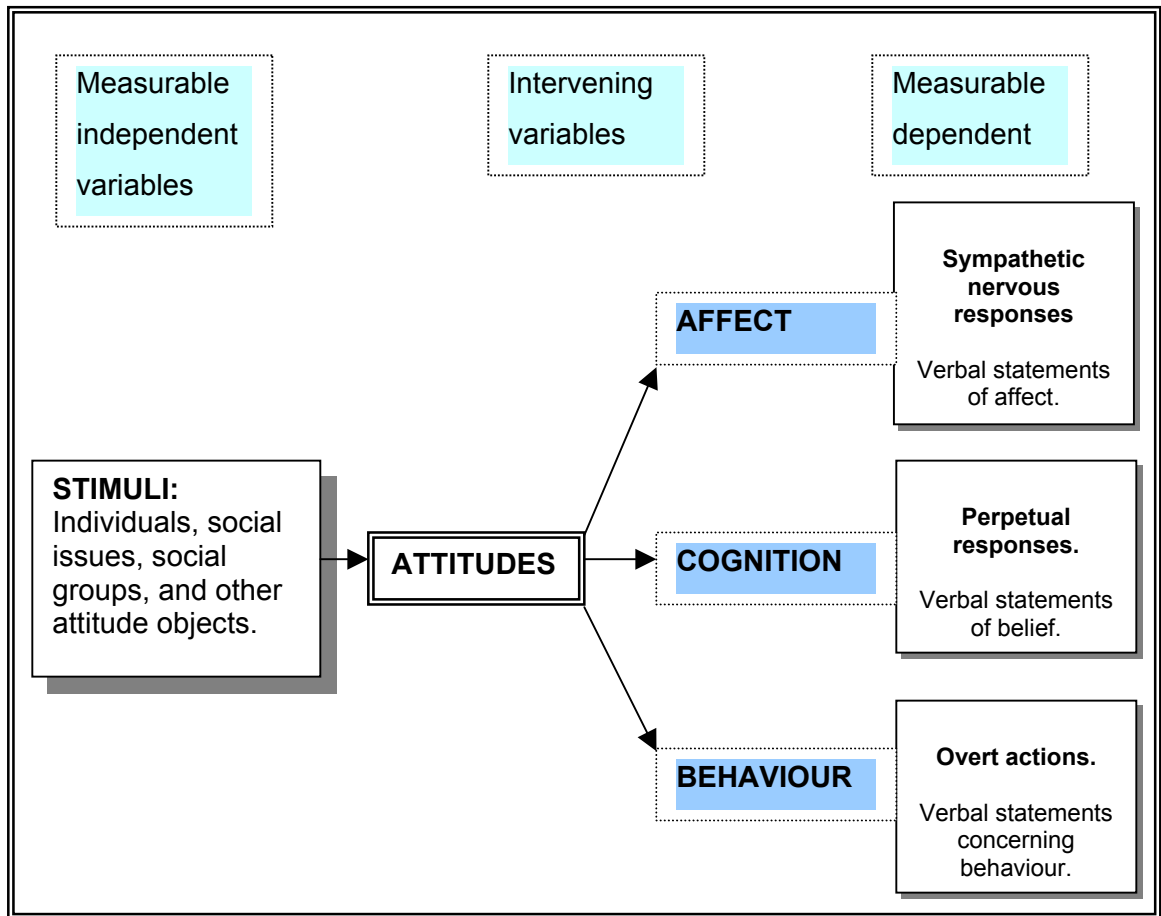 Measurable
independent
variables
Intervening
variables
Measurable
dependent
Sympathetic
nervous
responses
Verbal statements
of affect.
AFFECT
STIMULI:
Individuals, social
issues, social
groups, and other
attitude objects.
ATTITUDES
COGNITION
Perpetual
responses.
Verbal statements
of belief.
BEHAVIOUR
Overt actions.
Verbal statements
concerning
behaviour.